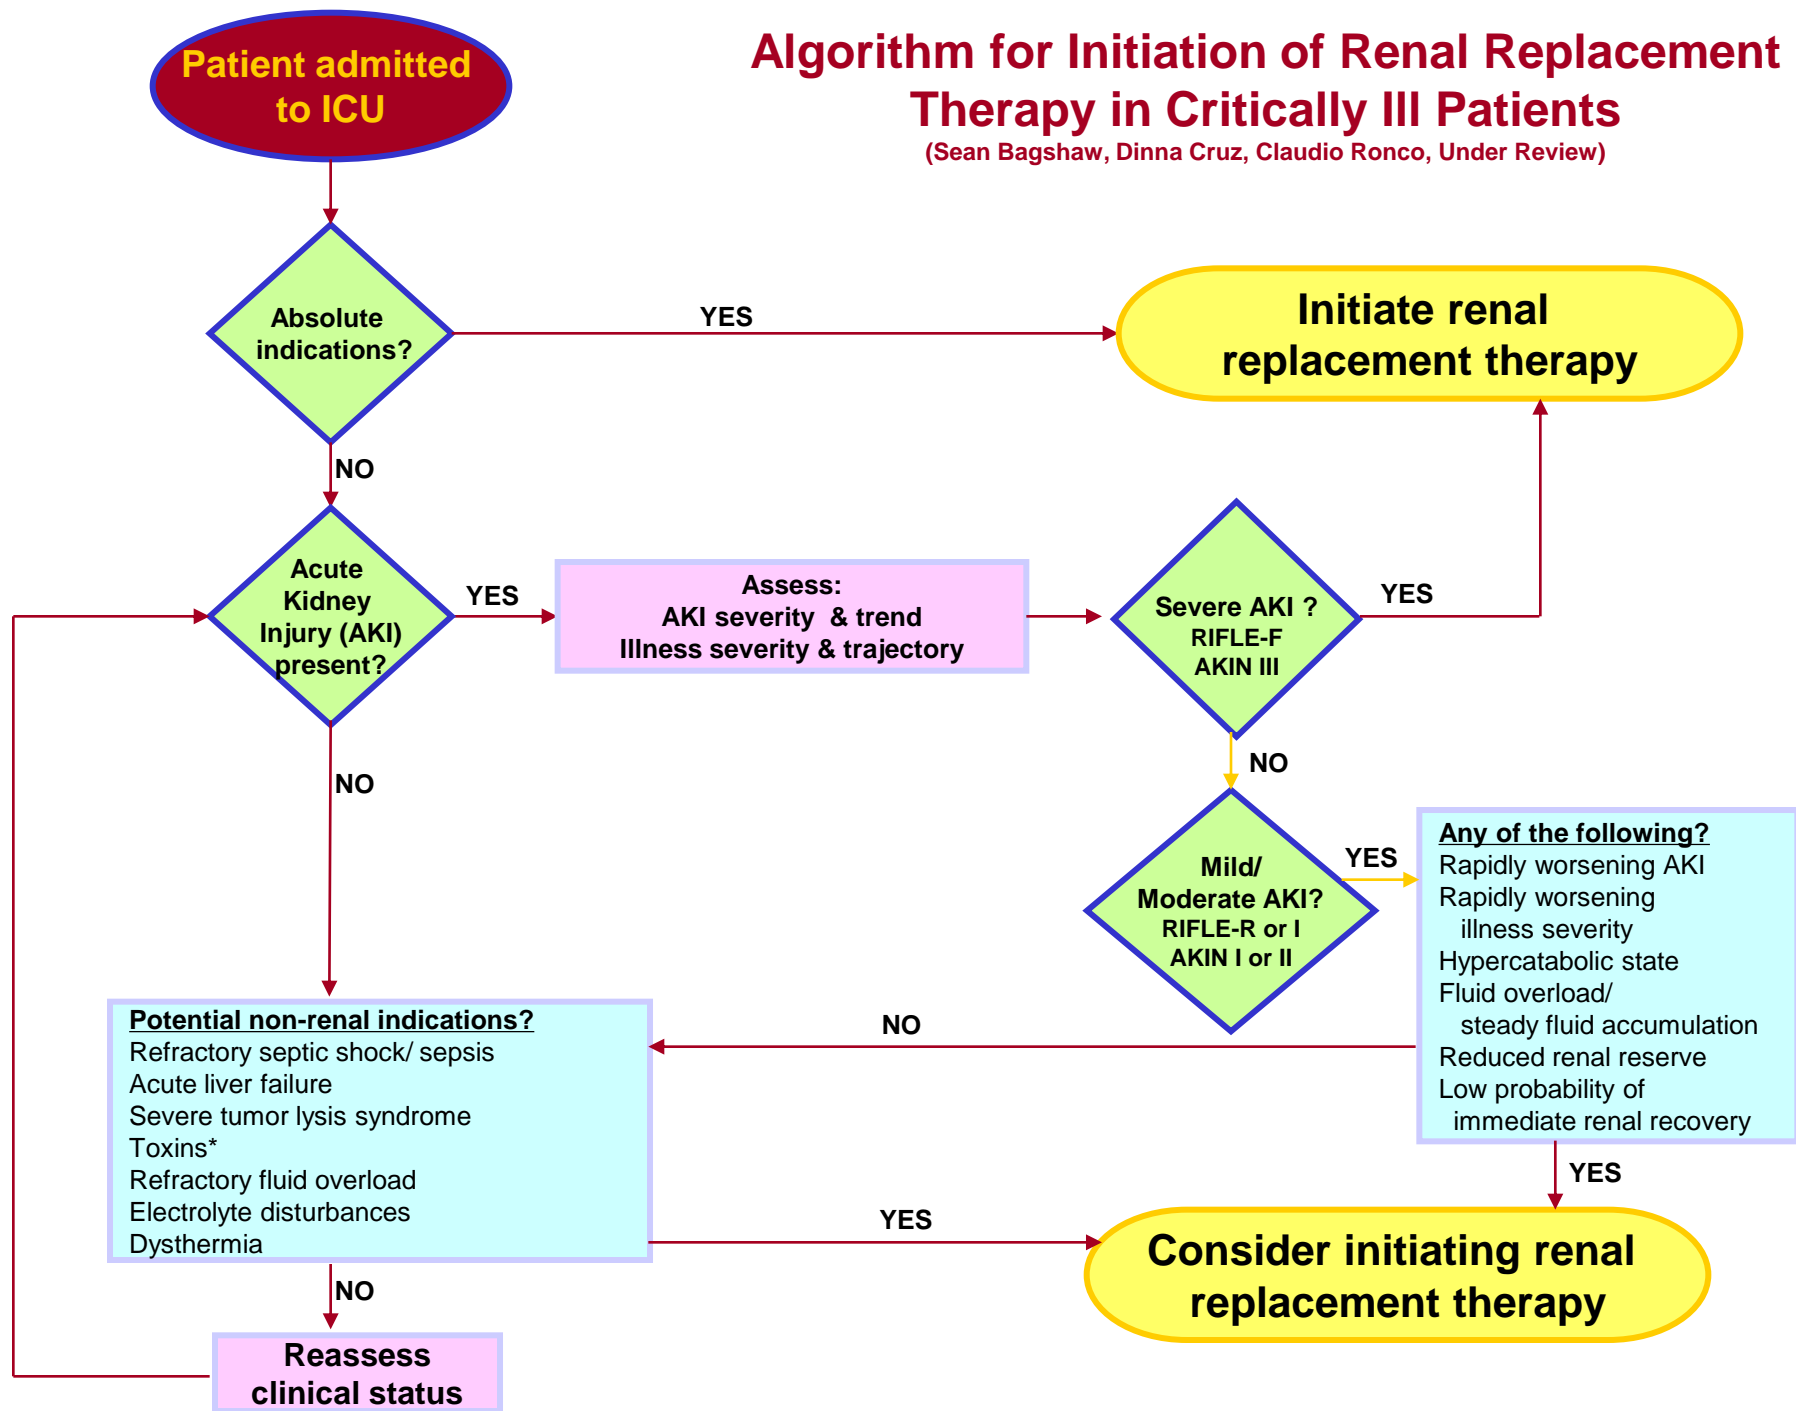 Patient admitted
to ICU
Algorithm for Initiation of Renal Replacement
Therapy in Critically Ill Patients
(Sean Bagshaw, Dinna Cruz, Claudio Ronco, Under Review)
Absolute
indications?
YES
Initiate renal
replacement therapy
NO
Acute
Kidney
Injury (AKI)
present?
YES
Assess:
AKI severity & trend
Illness severity & trajectory
Severe AKI ?
RIFLE-F
AKIN III
YES
NO
NO
Mild/
Moderate AKI?
RIFLE-R or I
AKIN I or II
YES
Any of the following?
Rapidly worsening AKI
Rapidly worsening
illness severity
Hypercatabolic state
Fluid overload/
steady fluid accumulation
Reduced renal reserve
Low probability of
immediate renal recovery
NO
Potential non-renal indications?
Refractory septic shock/ sepsis
Acute liver failure
Severe tumor lysis syndrome
Toxins*
Refractory fluid overload
Electrolyte disturbances
Dysthermia
YES
YES
Consider initiating renal
replacement therapy
NO
Reassess
clinical status